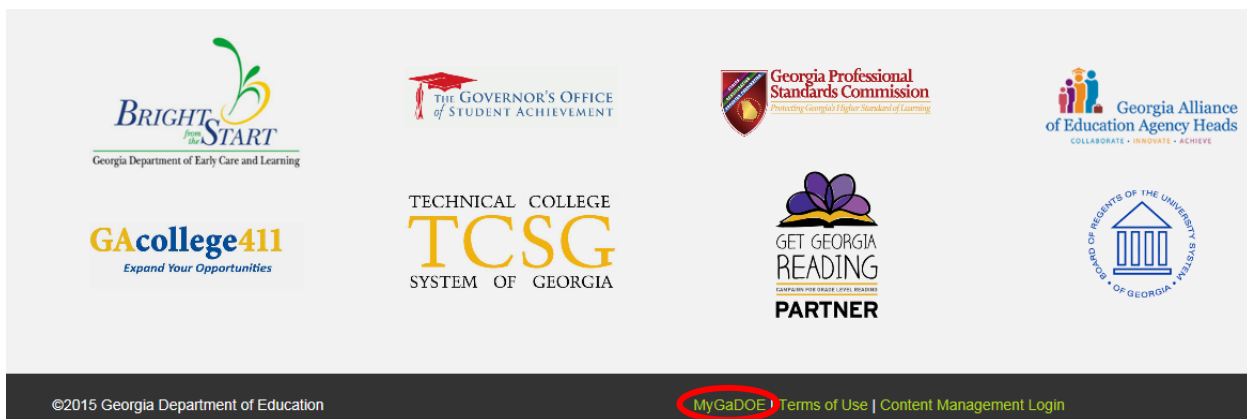 BRIGHT
from
the
START
Georgia Department of Early Care and Learning
THE GOVERNOR'S OFFICE
of STUDENT ACHIEVEMENT
Georgia Professional
Standards Commission
Protecting Georgia's Higher Standard of Learning
Georgia Alliance
of Education Agency Heads
COLLABORATE • INNOVATE • ACHIEVE
GAcollege411
Expand Your Opportunities
TECHNICAL COLLEGE
TCSG
SYSTEM OF GEORGIA
GET GEORGIA
READING
CAMPAIGN FOR GRADE LEVEL READING
PARTNER
BOARD OF REGENTS OF THE UNIVERSITY SYSTEM
• OF GEORGIA •
©2015 Georgia Department of Education
MyGaDOE | Terms of Use | Content Management Login